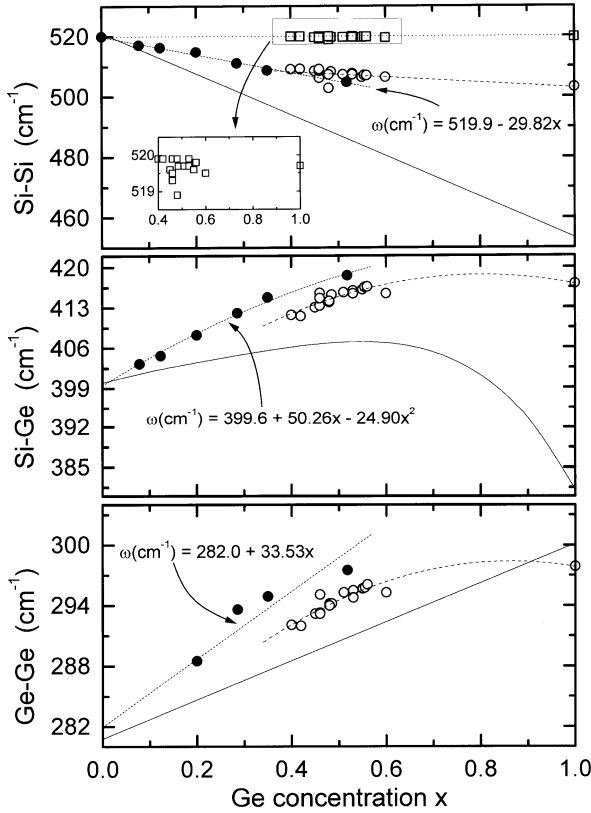 520
500
480
460
Si-Si (cm-1)
ω(cm-1) = 519.9 - 29.82x
520
519
0.4 0.6 0.8 1.0
420
413
406
399
392
385
Si-Ge (cm-1)
ω(cm-1) = 399.6 + 50.26x - 24.90x2
300
294
288
282
Ge-Ge (cm-1)
ω(cm-1) = 282.0 + 33.53x
0.0 0.2 0.4 0.6 0.8 1.0
Ge concentration x